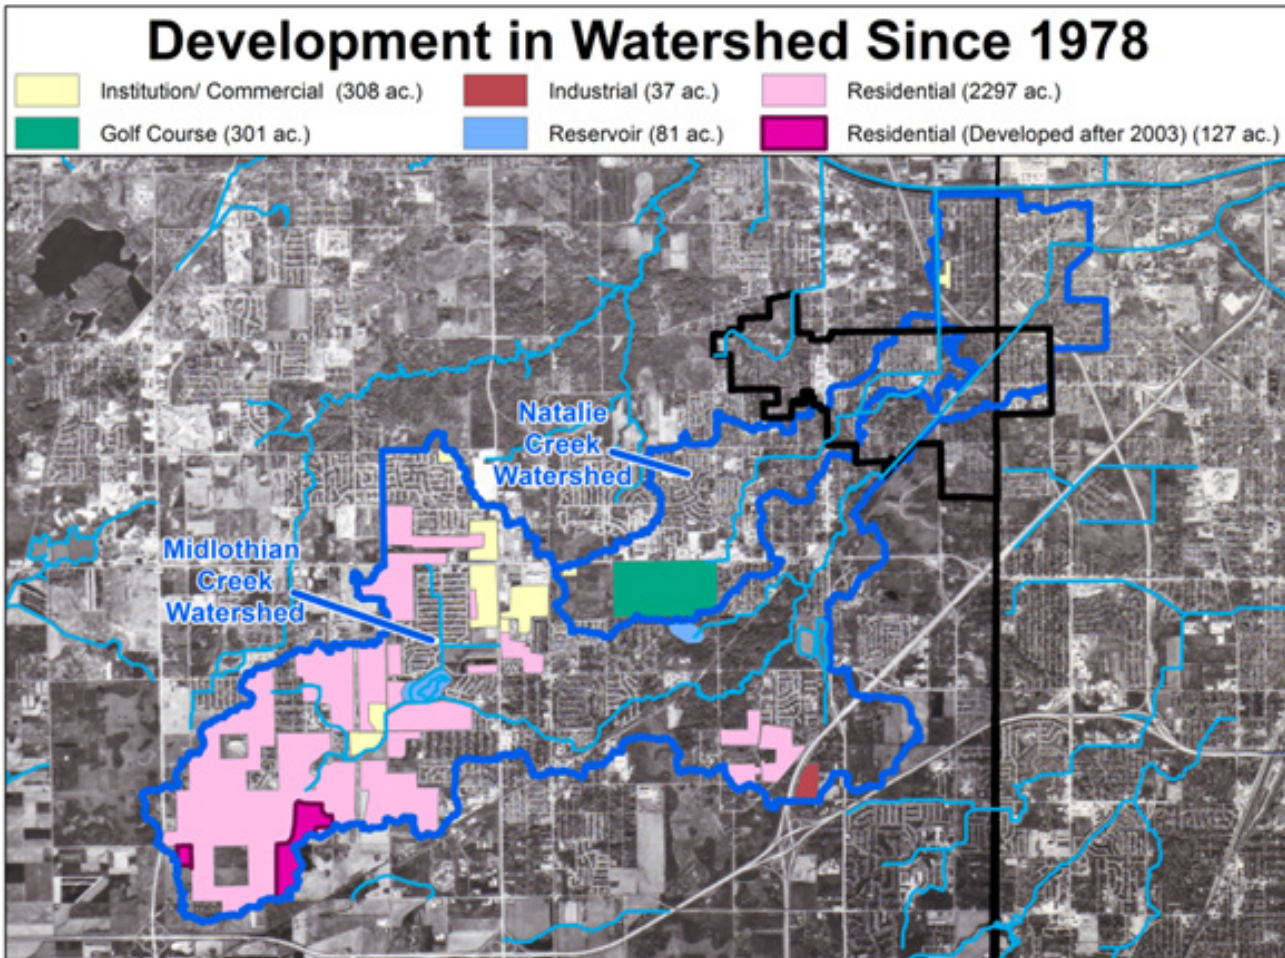 Development in Watershed Since 1978
Institution/ Commercial (308 ac.)
Industrial (37 ac.)
Residential (2297 ac.)
Golf Course (301 ac.)
Reservoir (81 ac.)
Residential (Developed after 2003) (127 ac.)
Natalie
Creek
Watershed
Midlothian
Creek
Watershed